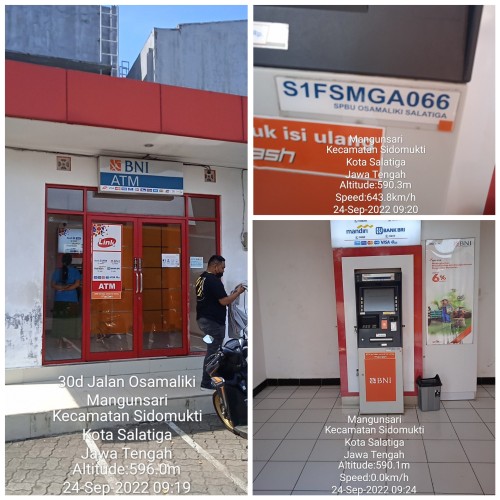 BNI
ATM
Link
ATM
30d Jalan Osamaliki
Mangunsari
Kecamatan Sidomukti
Kota Salatiga
Jawa Tengah
Altitude:596.0m
24-Sep-2022 09:19
S1FSMGA066
SPBU OSAMALIKI SALATIGA
uk isi ulang
ash
Mangunsari
Kecamatan Sidomukti
Kota Salatiga
Jawa Tengah
Altitude:590.3m
Speed:643.8km/h
24-Sep-2022 09:20
mandiri
BANK BRI
VISA
BNI
BNI
6%
Mangunsari
Kecamatan Sidomukti
Kota Salatiga
Jawa Tengah
Altitude:590.1m
Speed:0.0km/h
24-Sep-2022 09:24